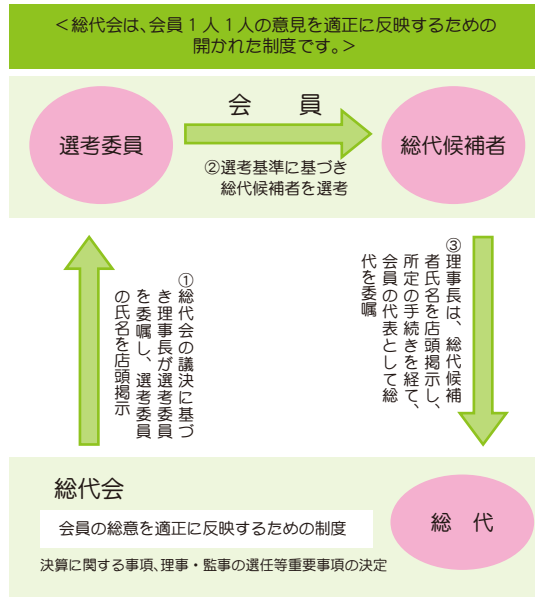 <総代会は、会員1人1人の意見を適正に反映するための
開かれた制度です。>
会　員
選考委員
総代候補者
②選考基準に基づき
総代候補者を選考
①総代会の議決に基づ
き理事長が選考委員
を委嘱し、選考委員
の氏名を店頭掲示
③理事長は、総代候補
者氏名を店頭掲示し、
所定の手続きを経て、
会員の代表として総
代を委嘱
総代会
会員の総意を適正に反映するための制度
決算に関する事項、理事・監事の選任等重要事項の決定
総　代